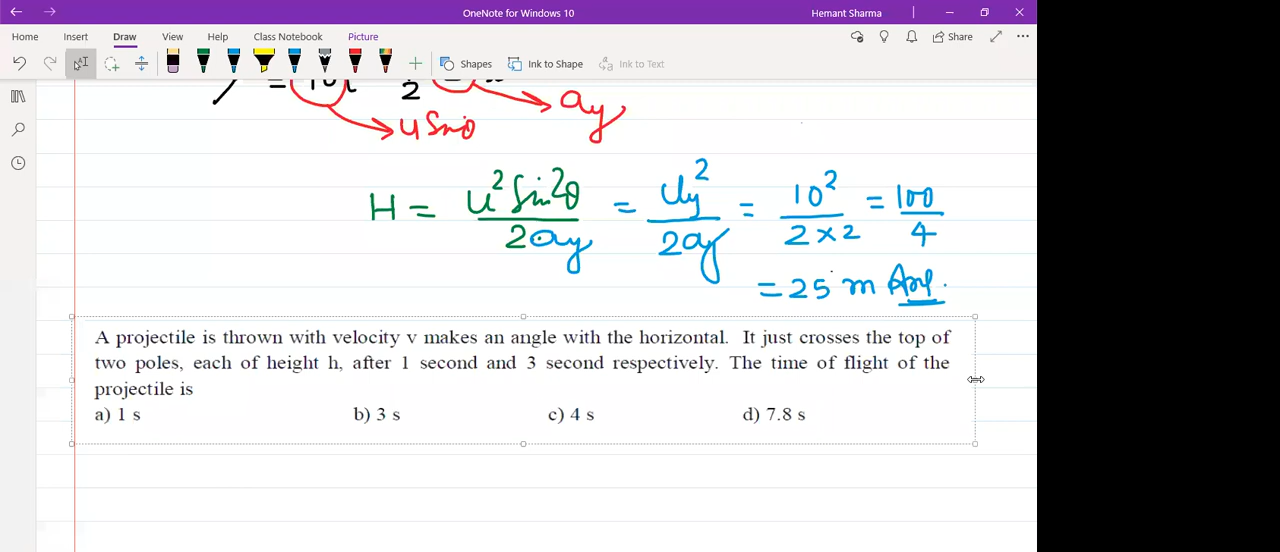 OneNote for Windows 10
Hemant Sharma
Home Insert Draw View Help Class Notebook Picture
Share
Shapes Ink to Shape Ink to Text
= 10t 1/2
ay
u Sinθ
H = u² Sin²θ / 2ay = uy² / 2ay = 10² / 2×2 = 100 / 4
= 25 m Ans.
A projectile is thrown with velocity v makes an angle with the horizontal. It just crosses the top of
two poles, each of height h, after 1 second and 3 second respectively. The time of flight of the
projectile is
a) 1 s b) 3 s c) 4 s d) 7.8 s